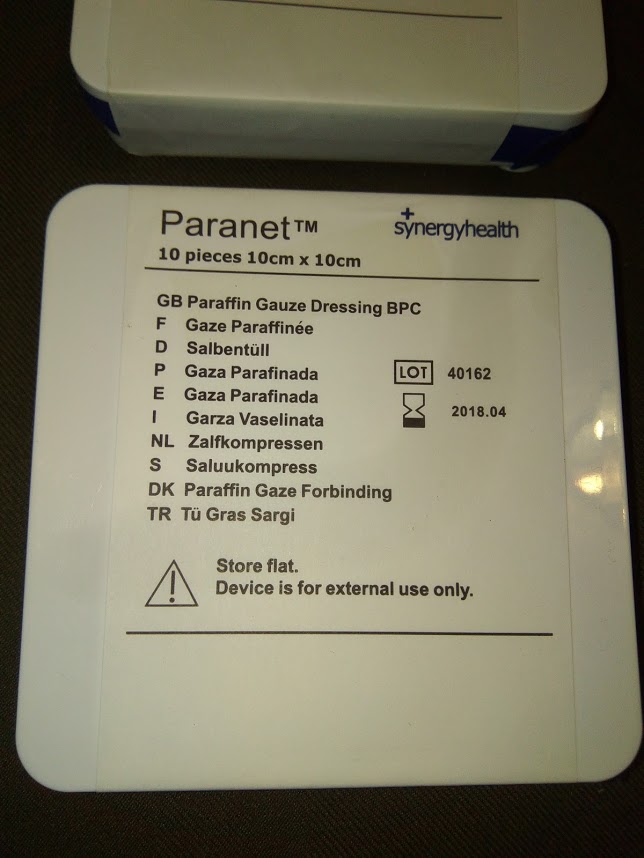 Paranet™
synergyhealth
10 pieces 10cm x 10cm
GB Paraffin Gauze Dressing BPC
F Gaze Paraffinée
D Salbentüll
P Gaza Parafinada
E Gaza Parafinada
I Garza Vaselinata
NL Zalfkompressen
S Saluukompress
DK Paraffin Gaze Forbinding
TR Tü Gras Sargi
LOT 40162
2018.04
Store flat.
Device is for external use only.